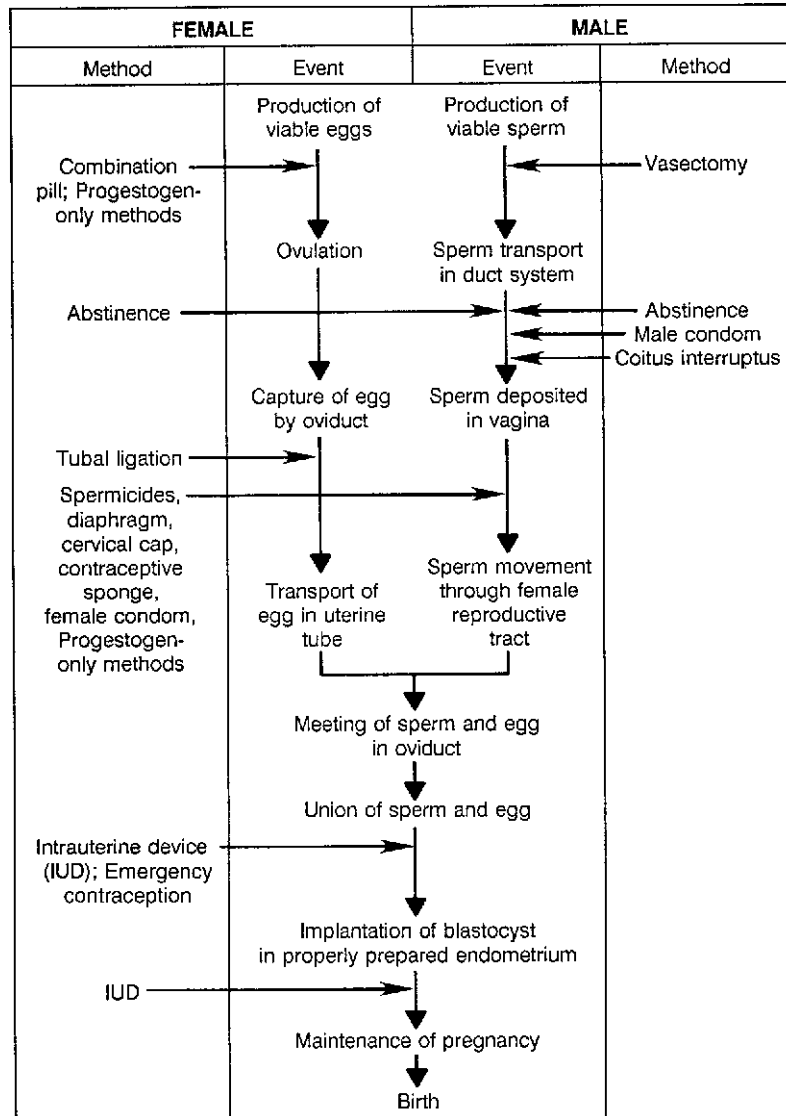 FEMALE MALE
Method Event Event Method
Production of
viable eggs
Production of
viable sperm
Combination
pill; Progestogen-
only methods
Vasectomy
Ovulation
Sperm transport
in duct system
Abstinence
Abstinence
Male condom
Coitus interruptus
Capture of egg
by oviduct
Sperm deposited
in vagina
Tubal ligation
Spermicides,
diaphragm,
cervical cap,
contraceptive
sponge,
female condom,
Progestogen-
only methods
Transport of
egg in uterine
tube
Sperm movement
through female
reproductive
tract
Meeting of sperm and egg
in oviduct
Union of sperm and egg
Intrauterine device
(IUD); Emergency
contraception
Implantation of blastocyst
in properly prepared endometrium
IUD
Maintenance of pregnancy
Birth